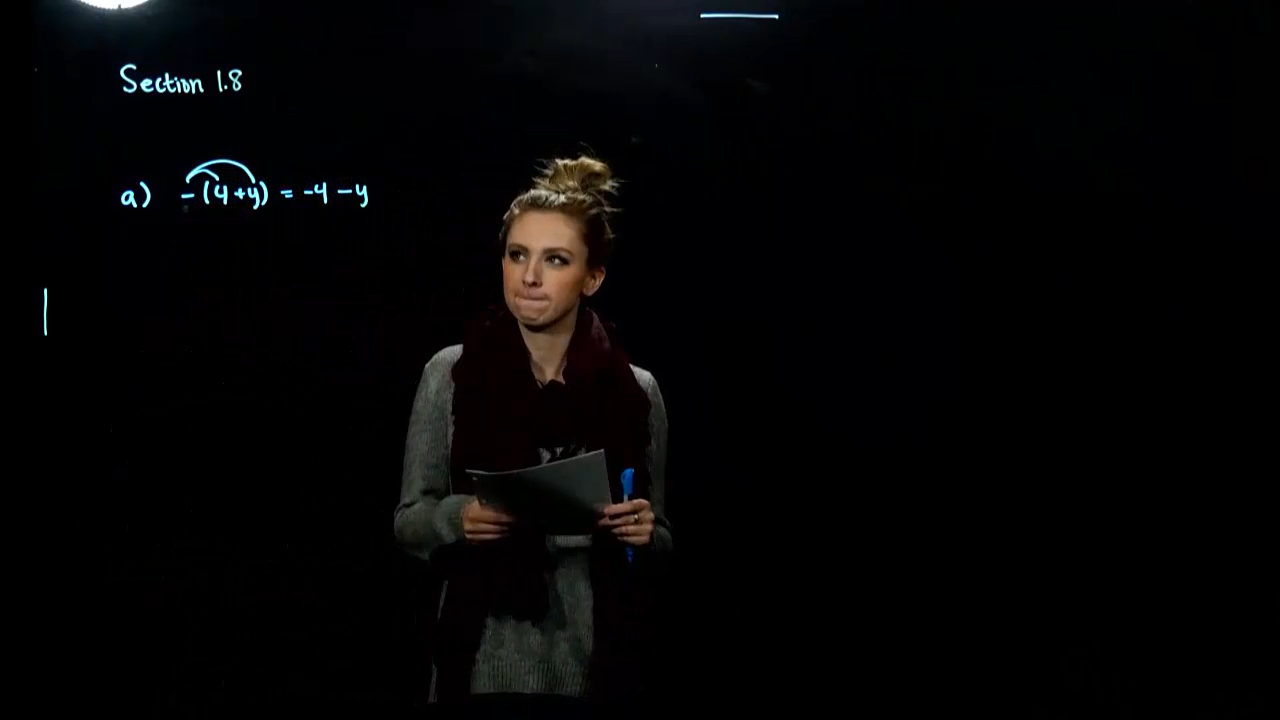 Section 1.8
a) -(4+y) = -4 - y